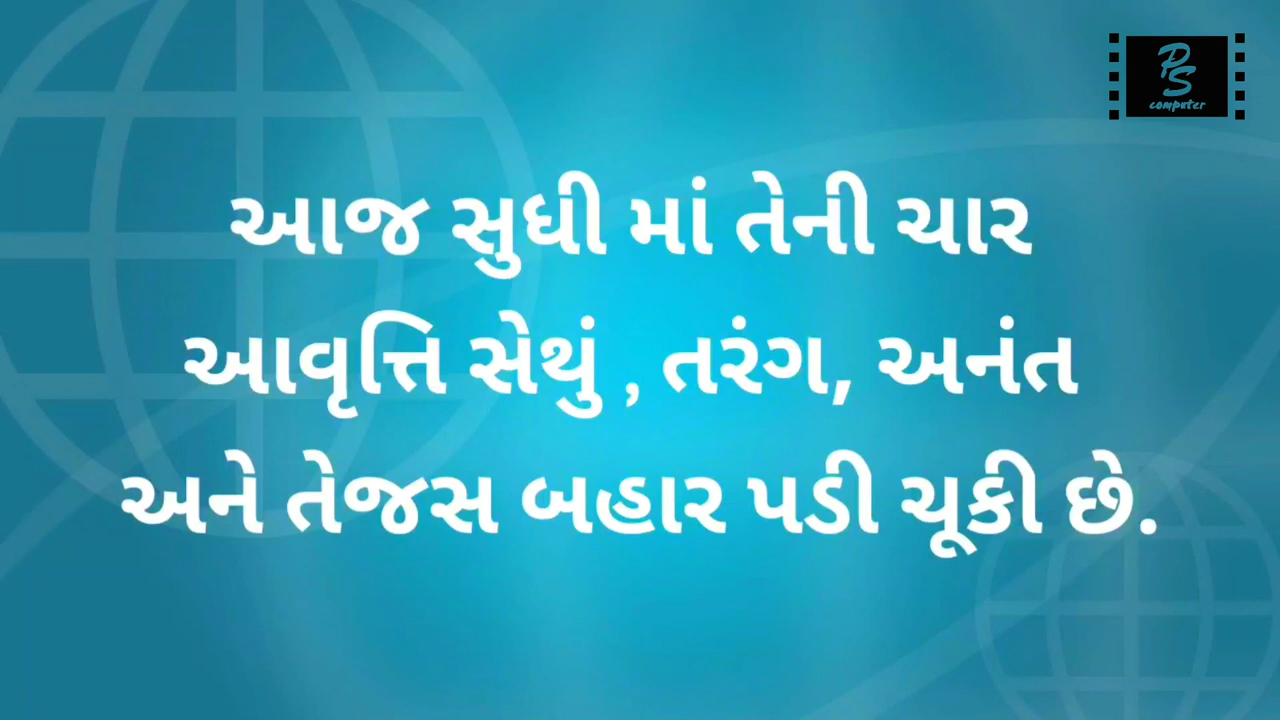 PS
computer
આજ સુધી માં તેની ચાર
આવૃત્તિ સેથું , તરંગ, અનંત
અને તેજસ બહાર પડી ચૂકી છે.